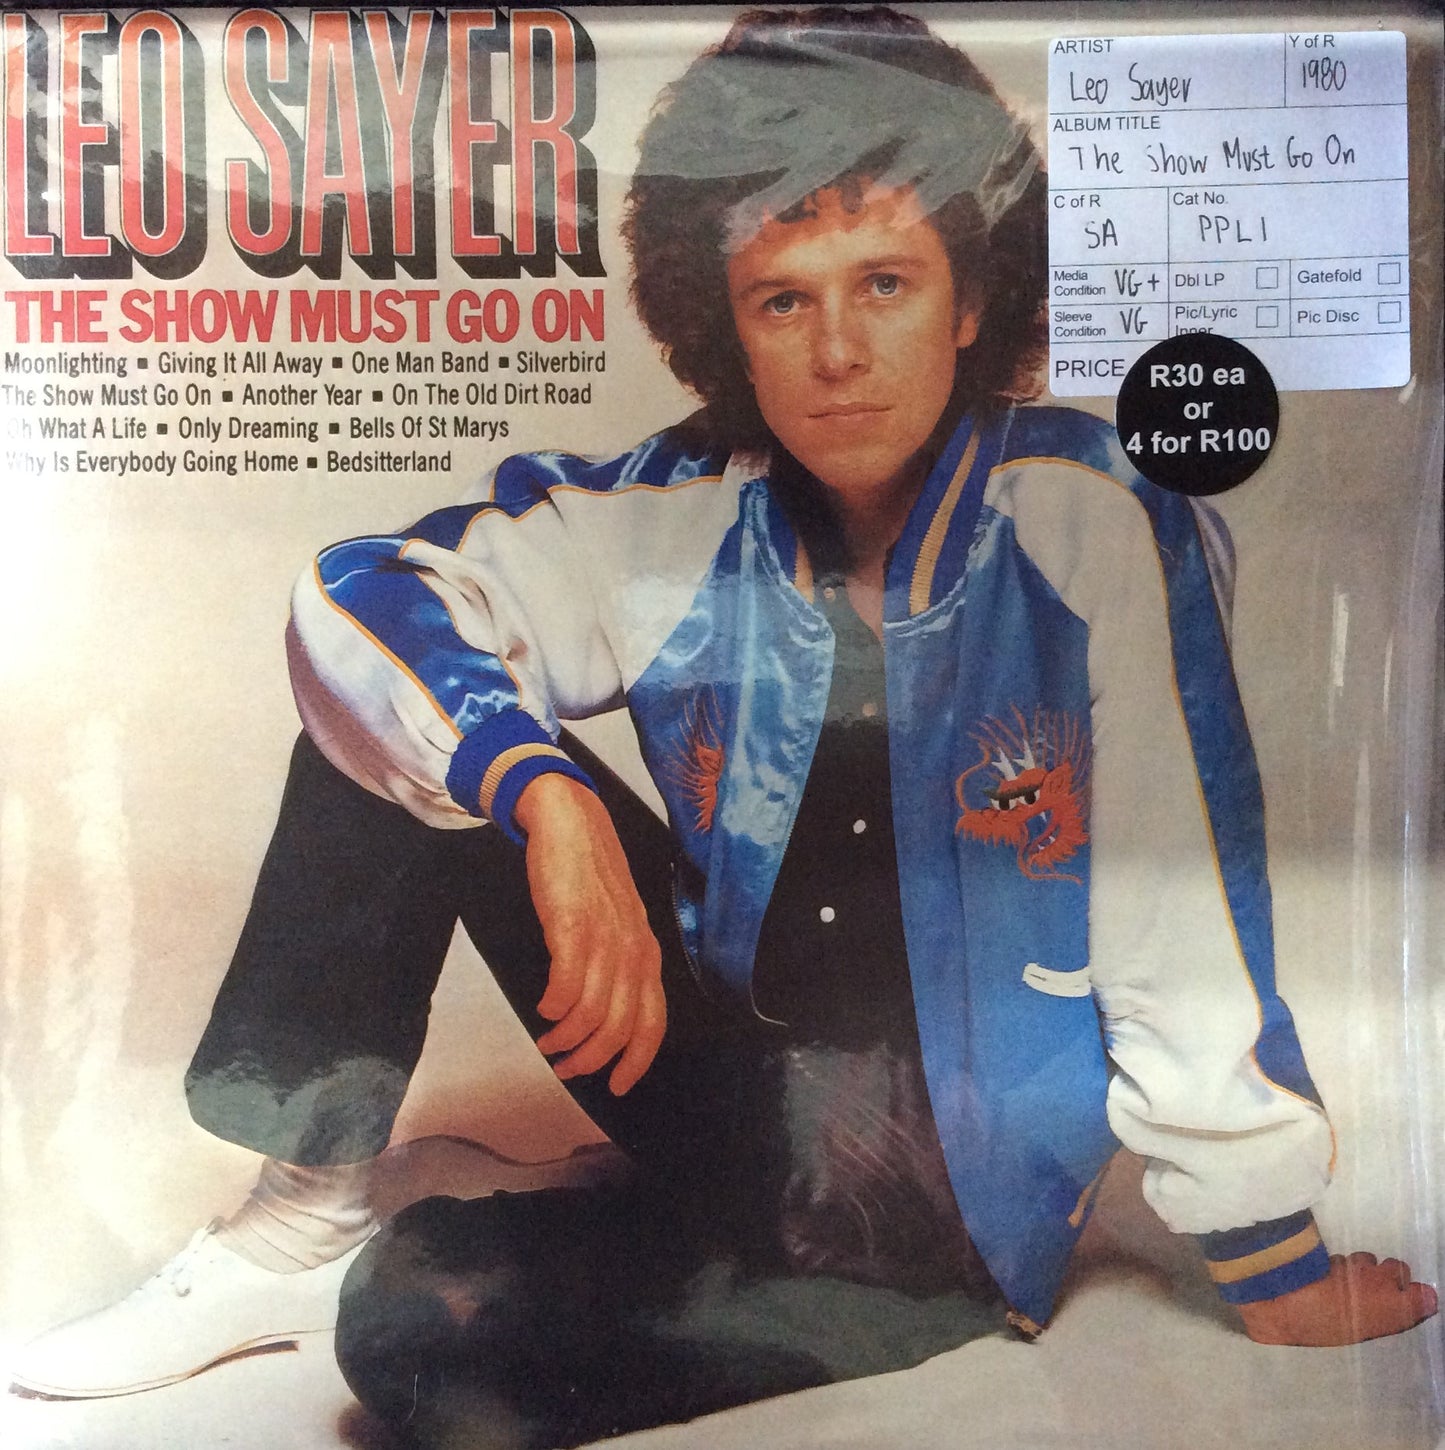 LEO SAYER
THE SHOW MUST GO ON
Moonlighting ▪ Giving It All Away ▪ One Man Band ▪ Silverbird
The Show Must Go On ▪ Another Year ▪ On The Old Dirt Road
Oh What A Life ▪ Only Dreaming ▪ Bells Of St Marys
Why Is Everybody Going Home ▪ Bedsitterland
ARTIST
Leo Sayer
Y of R
1980
ALBUM TITLE
The Show Must Go On
C of R
SA
Cat No.
PPL1
Media
Condition VG+
Dbl LP
Gatefold
Sleeve
Condition VG
Pic/Lyric
Inner
Pic Disc
PRICE
R30 ea
or
4 for R100